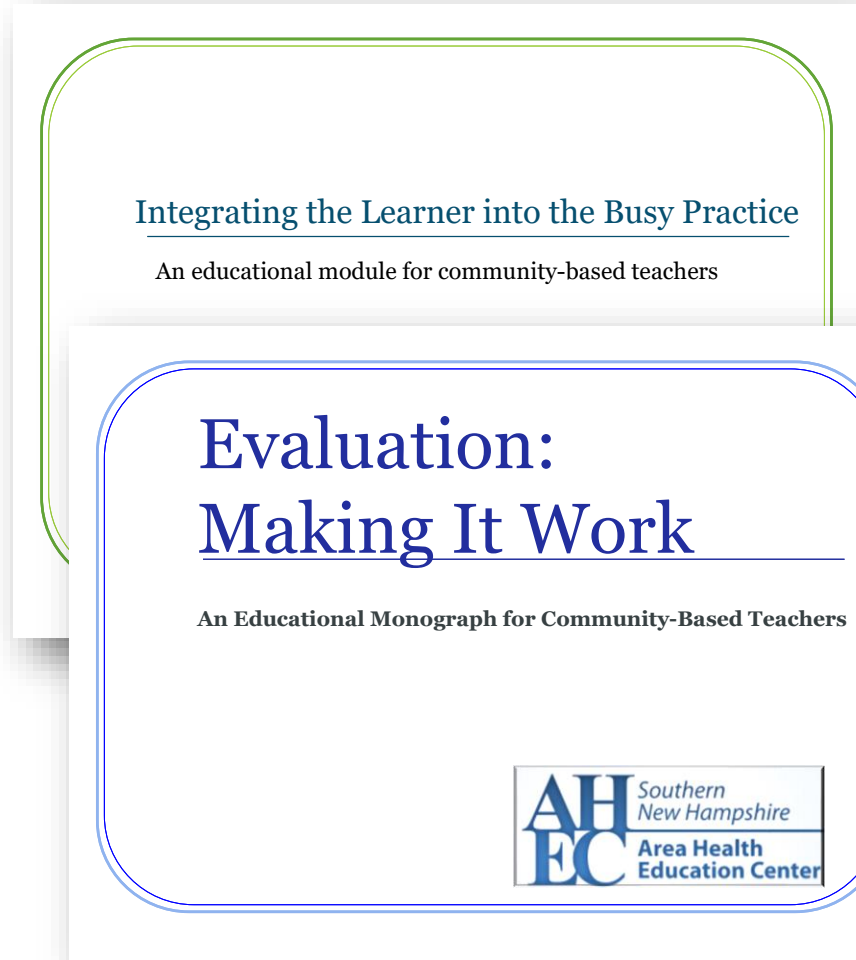 Integrating the Learner into the Busy Practice
An educational module for community-based teachers
Evaluation:
Making It Work
An Educational Monograph for Community-Based Teachers
AH
EC
Southern
New Hampshire
Area Health
Education Center